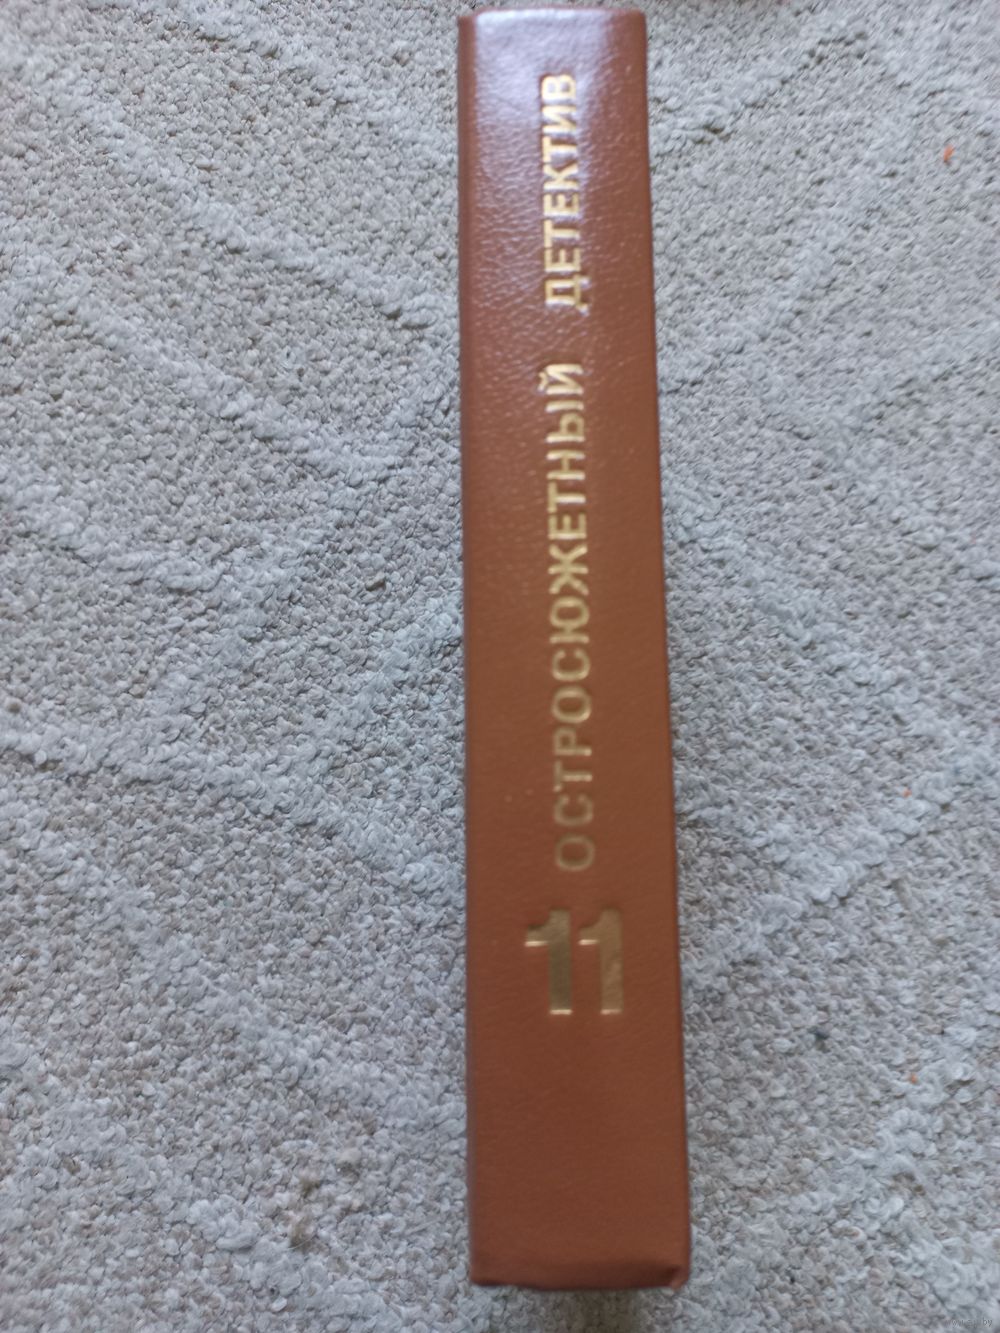 ОСТРОСЮЖЕТНЫЙ ДЕТЕКТИВ
11